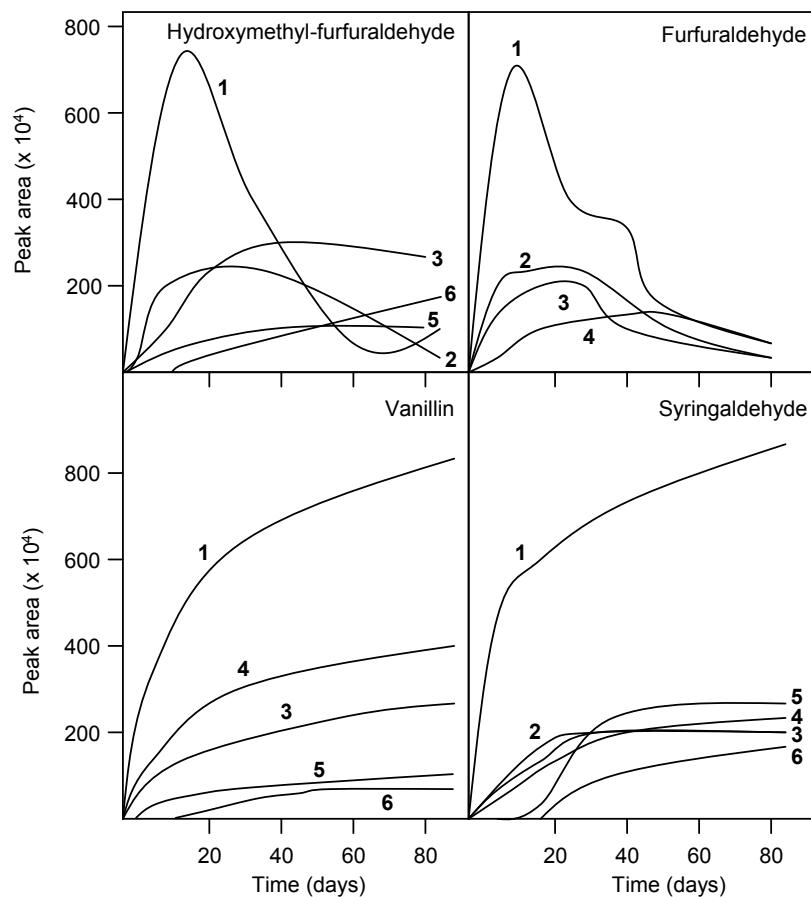 Hydroxymethyl-furfuraldehyde
Furfuraldehyde
Peak area (x 10⁴)
800
600
400
200
1
3
6
5
2
1
2
3
4
Vanillin
Syringaldehyde
Peak area (x 10⁴)
800
600
400
200
1
4
3
5
6
1
2
5
4
3
6
20 40 60 80
20 40 60 80
Time (days)
Time (days)